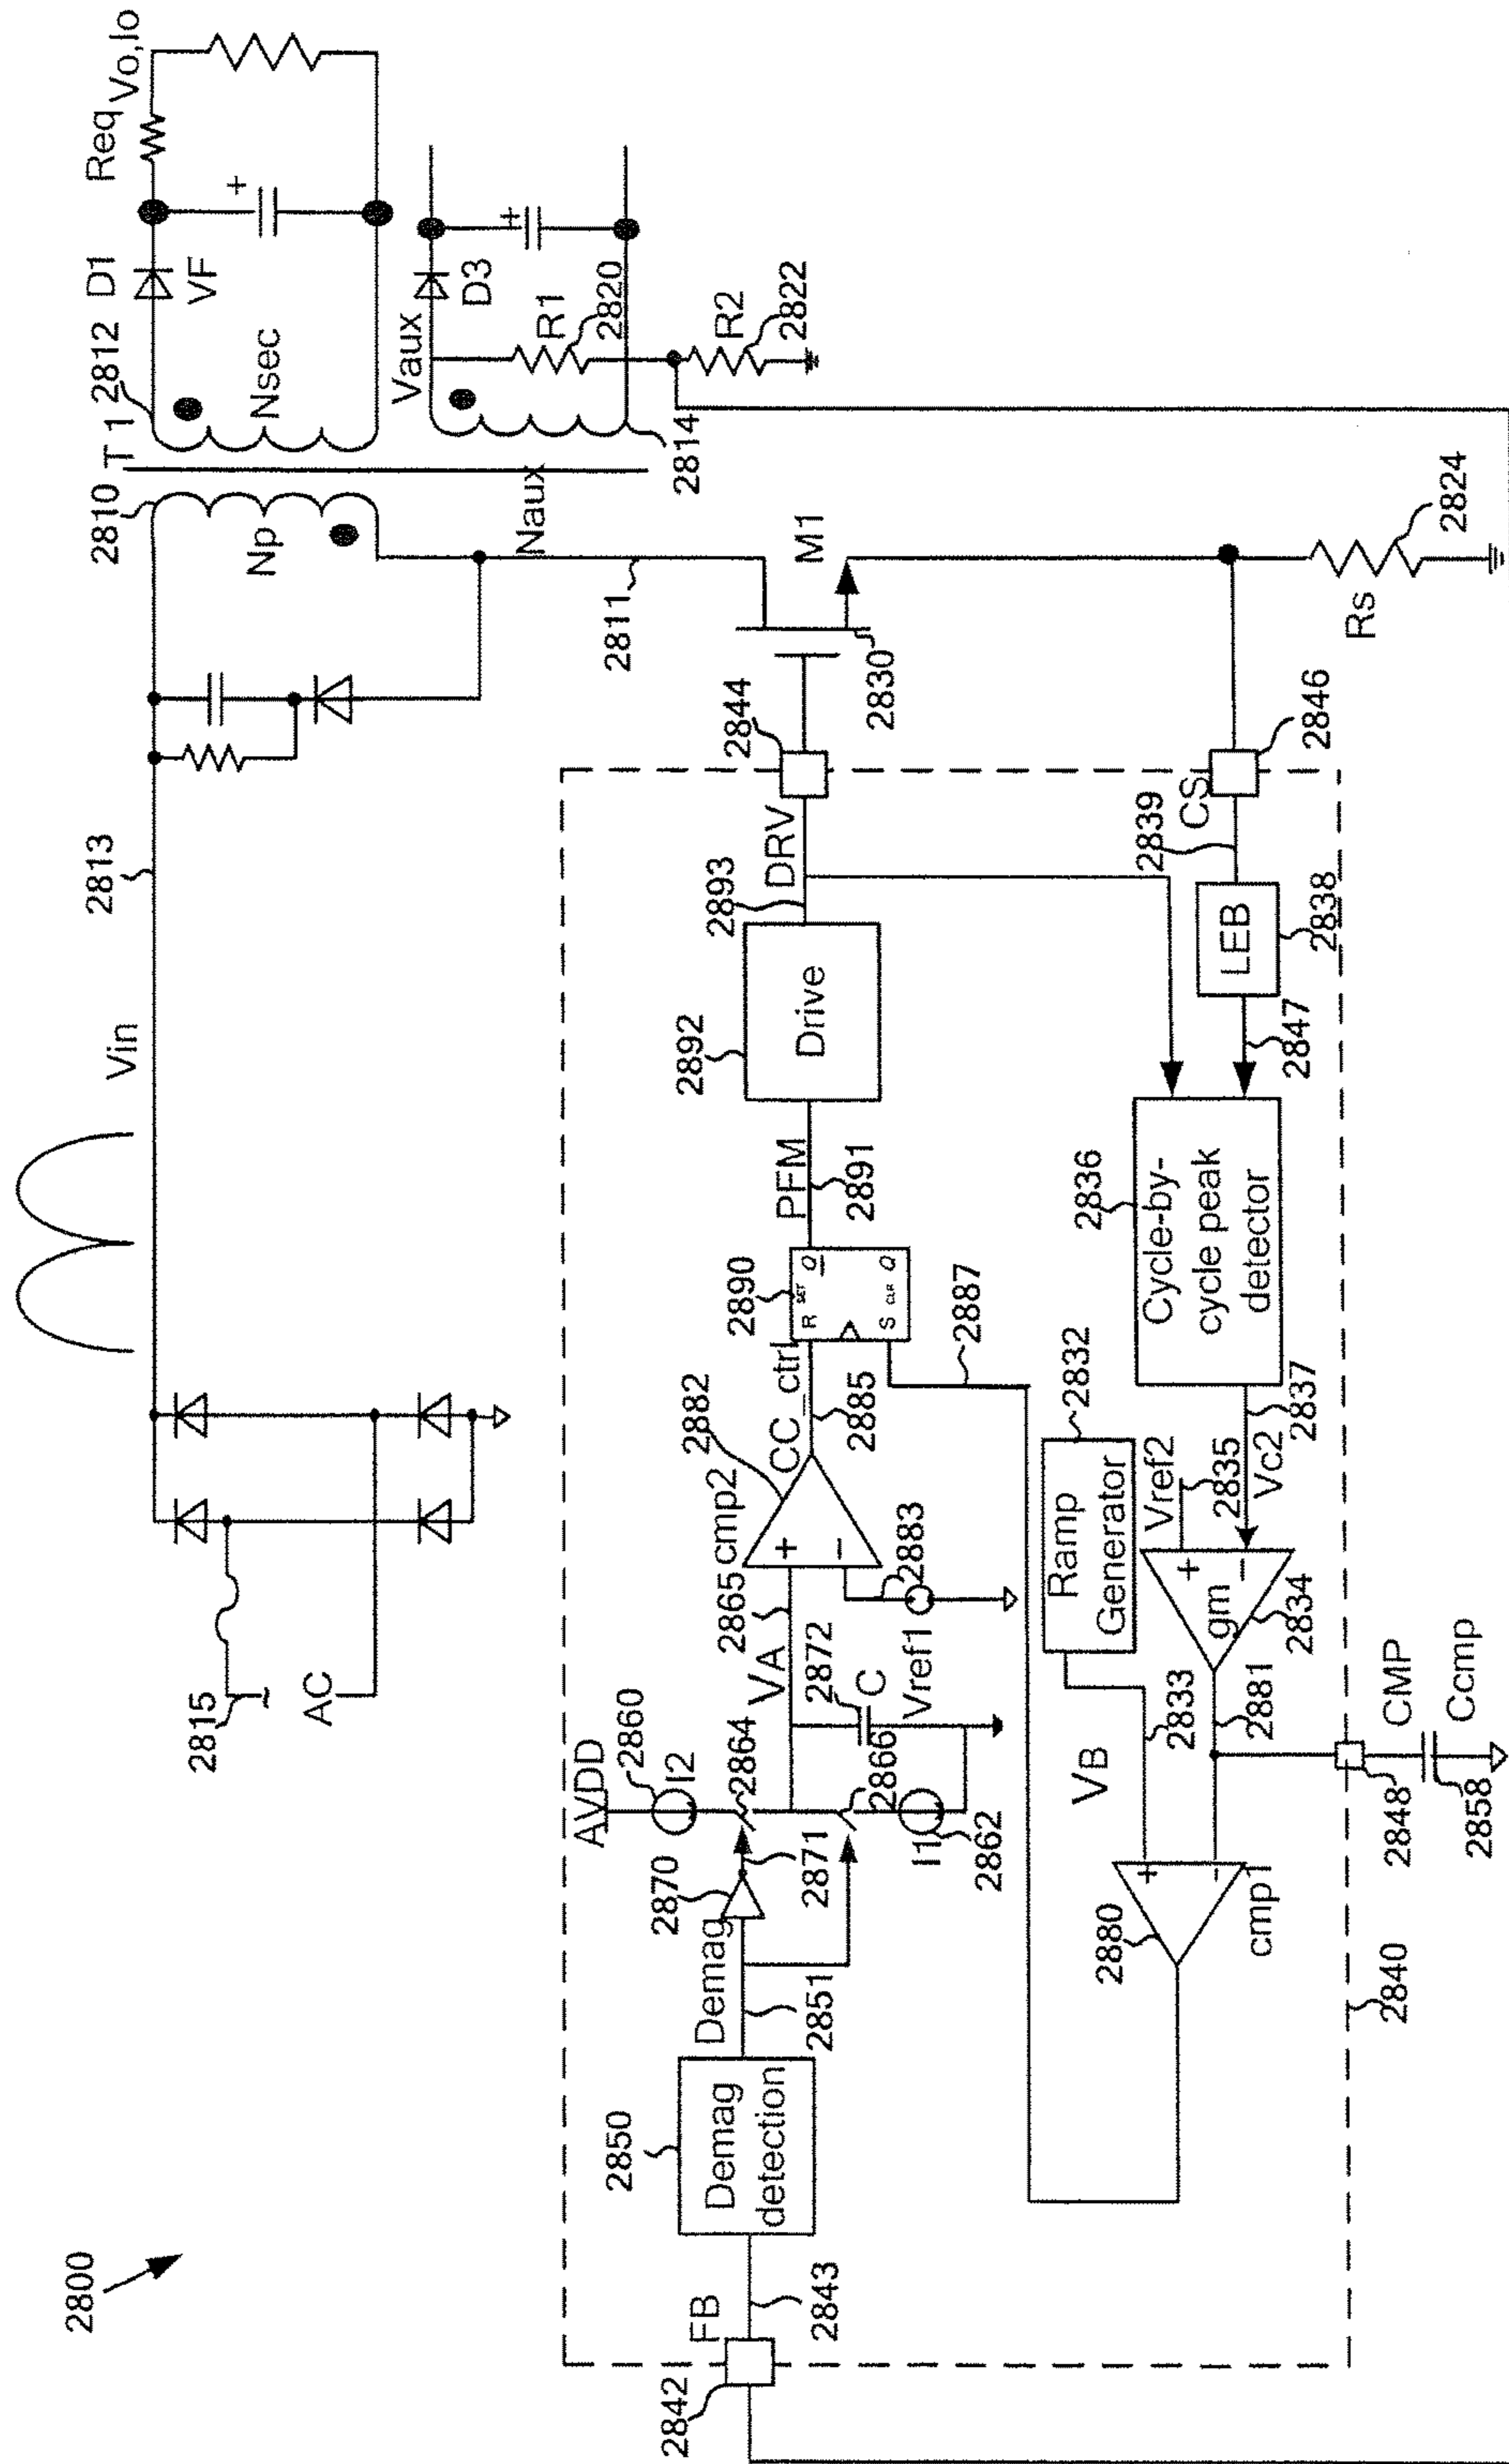 2800
Vin
2813
2815
AC
2810
T1
2812
D1
VF
Req
Vo,Io
Np
Nsec
Vaux
D3
R1
2820
Naux
2814
R2
2822
2811
M1
2830
Rs
2824
2842
FB
2843
2850
Demag
detection
Demag
2851
2870
2871
AVDD
2860
I2
2864
2866
I1
2862
VA
2865
2872
C
Vref1
2883
cmp2
2882
+
−
CC_ctrl
2885
2890
R
SET
Q
S
CLR
Q
2887
PFM
2891
2892
Drive
2893
DRV
2844
CS
2846
2839
LEB
2838
2847
2836
Cycle-by-
cycle peak
detector
2837
Vc2
Vref2
2835
+
−
gm
2834
2832
Ramp
Generator
2833
VB
2881
2880
+
−
cmp1
2840
2848
CMP
Ccmp
2858
+
+